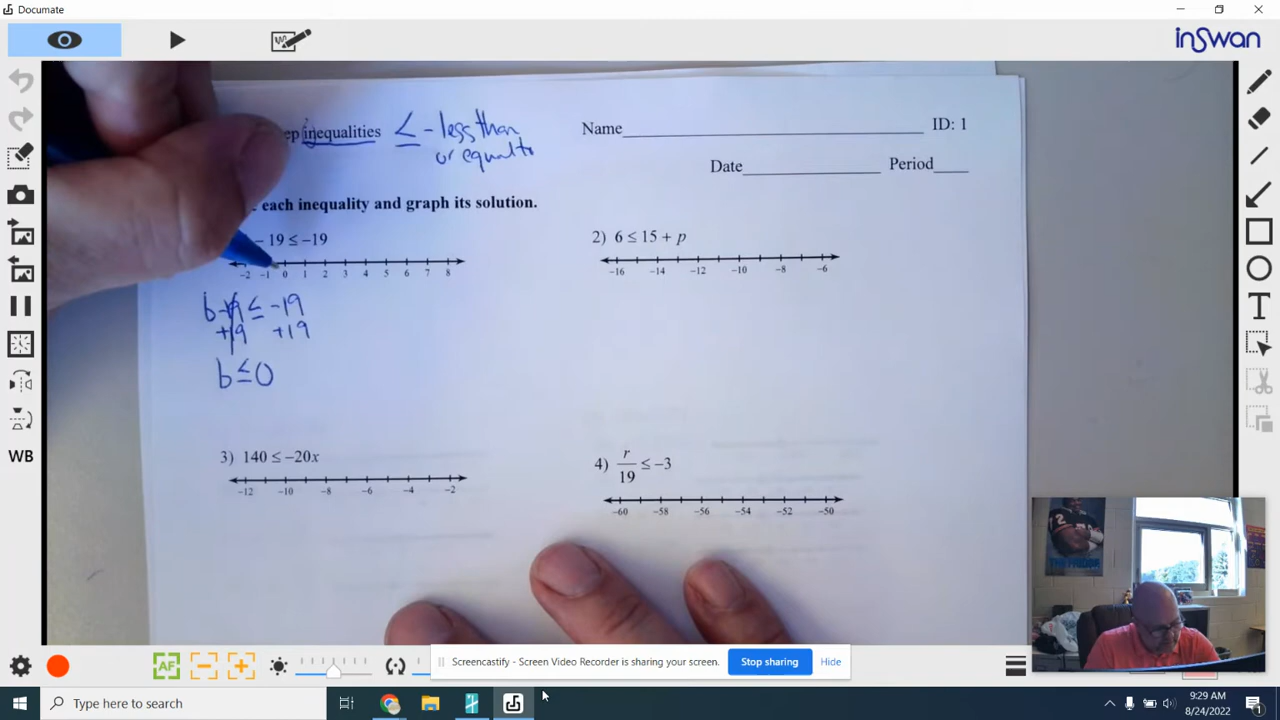 Documate
inSwan
inequalities ≤ - less than
or equal to
Name ID: 1
Date Period
each inequality and graph its solution.
− 19 ≤ −19
−2 −1 0 1 2 3 4 5 6 7 8
b - 19 ≤ -19
+19 +19
b ≤ 0
2) 6 ≤ 15 + p
−16 −14 −12 −10 −8 −6
3) 140 ≤ −20x
−12 −10 −8 −6 −4 −2
4) r/19 ≤ −3
−60 −58 −56 −54 −52 −50
WB
AF
Screencastify - Screen Video Recorder is sharing your screen. Stop sharing Hide
Type here to search
9:29 AM
8/24/2022